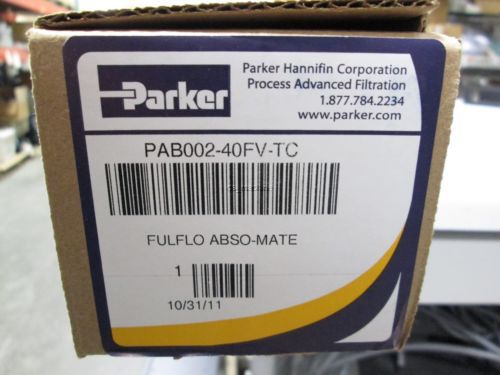 Parker
Parker Hannifin Corporation
Process Advanced Filtration
1.877.784.2234
www.parker.com
PAB002-40FV-TC
FULFLO ABSO-MATE
1
10/31/11